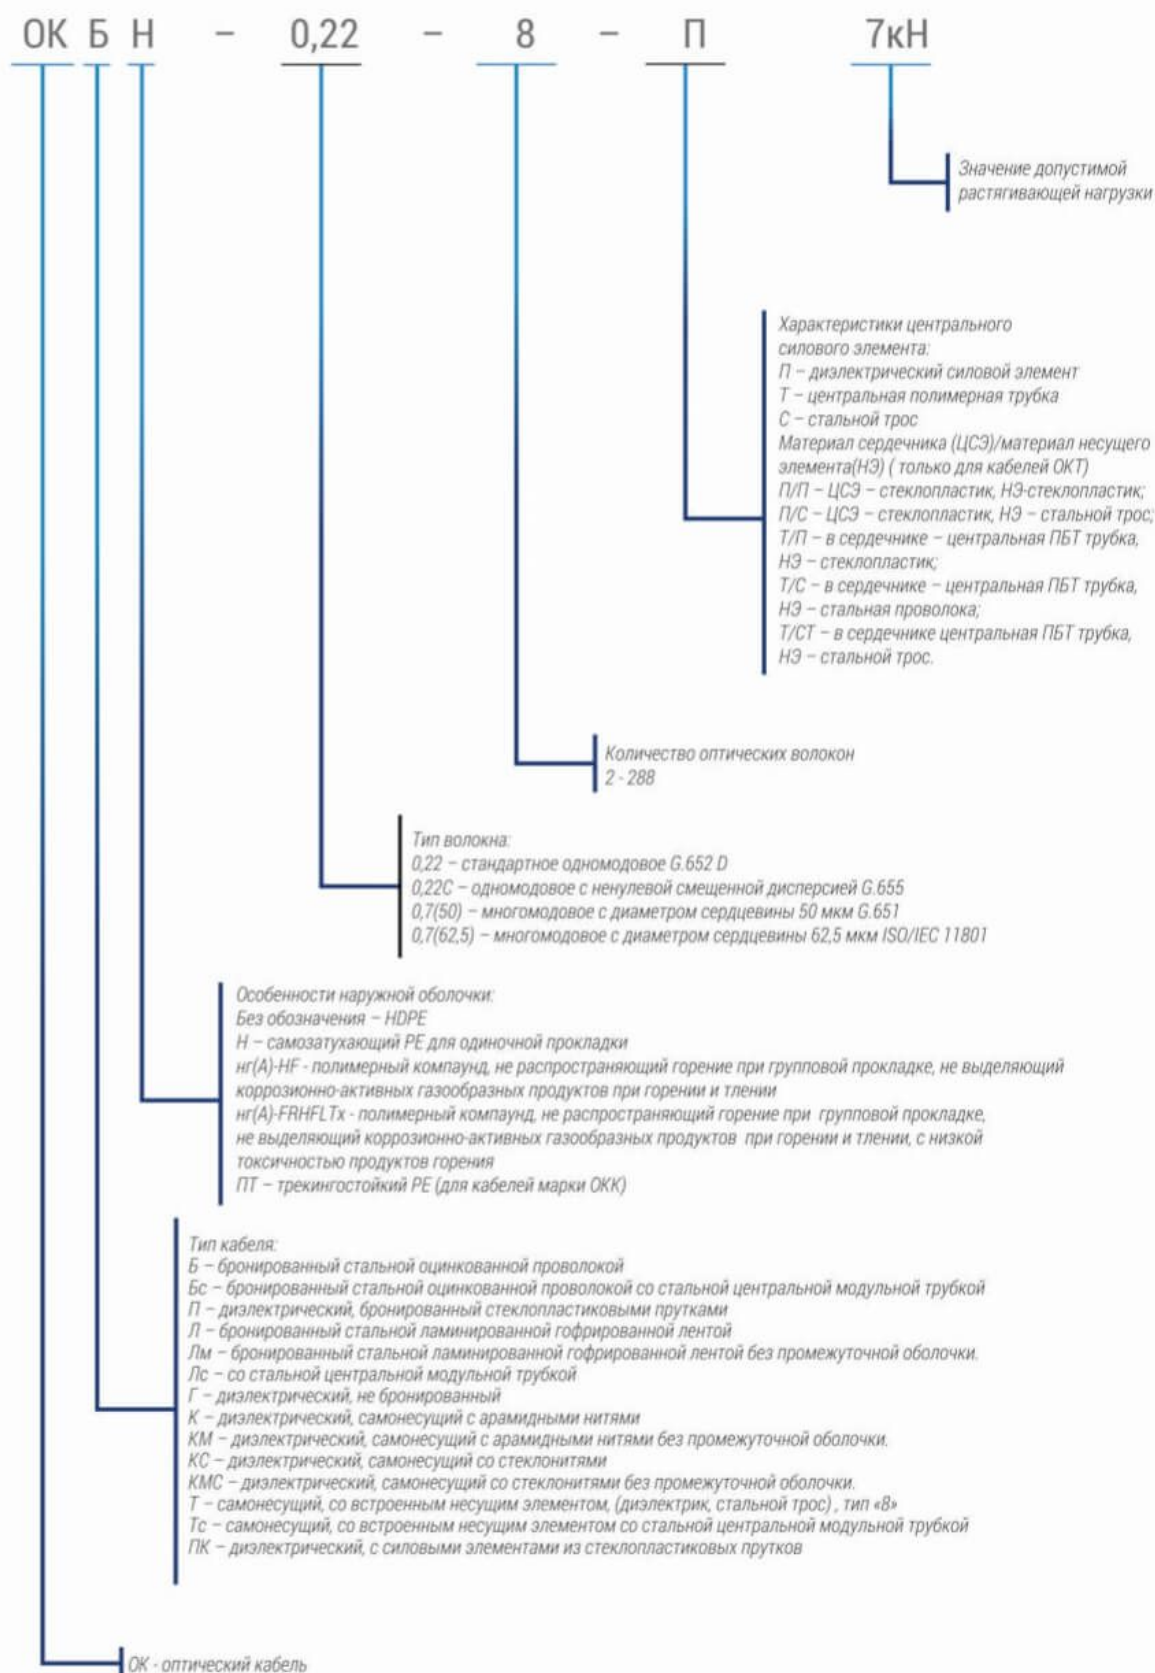 ОК Б Н – 0,22 – 8 – П 7кН
Значение допустимой
растягивающей нагрузки
Характеристики центрального
силового элемента:
П – диэлектрический силовой элемент
Т – центральная полимерная трубка
С – стальной трос
Материал сердечника (ЦСЭ)/материал несущего
элемента(НЭ) ( только для кабелей ОКТ)
П/П – ЦСЭ – стеклопластик, НЭ-стеклопластик;
П/С – ЦСЭ – стеклопластик, НЭ – стальной трос;
Т/П – в сердечнике – центральная ПБТ трубка,
НЭ – стеклопластик;
Т/С – в сердечнике – центральная ПБТ трубка,
НЭ – стальная проволока;
Т/СТ – в сердечнике центральная ПБТ трубка,
НЭ – стальной трос.
Количество оптических волокон
2 - 288
Тип волокна:
0,22 – стандартное одномодовое G.652 D
0,22С – одномодовое с ненулевой смещенной дисперсией G.655
0,7(50) – многомодовое с диаметром сердцевины 50 мкм G.651
0,7(62,5) – многомодовое с диаметром сердцевины 62,5 мкм ISO/IEC 11801
Особенности наружной оболочки:
Без обозначения – HDPE
Н – самозатухающий РЕ для одиночной прокладки
нг(А)-HF - полимерный компаунд, не распространяющий горение при групповой прокладке, не выделяющий
коррозионно-активных газообразных продуктов при горении и тлении
нг(А)-FRHFLTx - полимерный компаунд, не распространяющий горение при групповой прокладке,
не выделяющий коррозионно-активных газообразных продуктов при горении и тлении, с низкой
токсичностью продуктов горения
ПТ – трекингостойкий РЕ (для кабелей марки ОКК)
Тип кабеля:
Б – бронированный стальной оцинкованной проволокой
Бс – бронированный стальной оцинкованной проволокой со стальной центральной модульной трубкой
П – диэлектрический, бронированный стеклопластиковыми прутками
Л – бронированный стальной ламинированной гофрированной лентой
Лм – бронированный стальной ламинированной гофрированной лентой без промежуточной оболочки.
Лс – со стальной центральной модульной трубкой
Г – диэлектрический, не бронированный
К – диэлектрический, самонесущий с арамидными нитями
КМ – диэлектрический, самонесущий с арамидными нитями без промежуточной оболочки.
КС – диэлектрический, самонесущий со стеклонитями
КМС – диэлектрический, самонесущий со стеклонитями без промежуточной оболочки.
Т – самонесущий, со встроенным несущим элементом, (диэлектрик, стальной трос) , тип «8»
Тс – самонесущий, со встроенным несущим элементом со стальной центральной модульной трубкой
ПК – диэлектрический, с силовыми элементами из стеклопластиковых прутков
ОК - оптический кабель